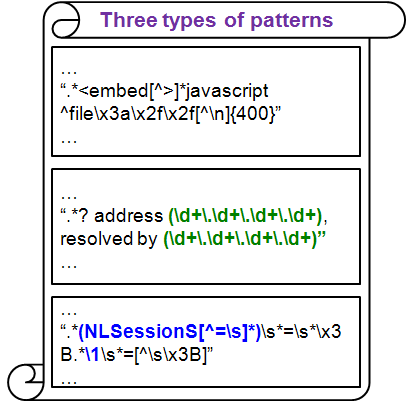 Three types of patterns
…
“.*<embed[^>]*javascript
^file\x3a\x2f\x2f[^\n]{400}”
…
…
“.*? address (\d+\.\d+\.\d+\.\d+),
resolved by (\d+\.\d+\.\d+\.\d+)”
…
…
“.*(NLSessionS[^=\s]*)\s*=\s*\x3
B.*\1\s*=[^\s\x3B]”
…